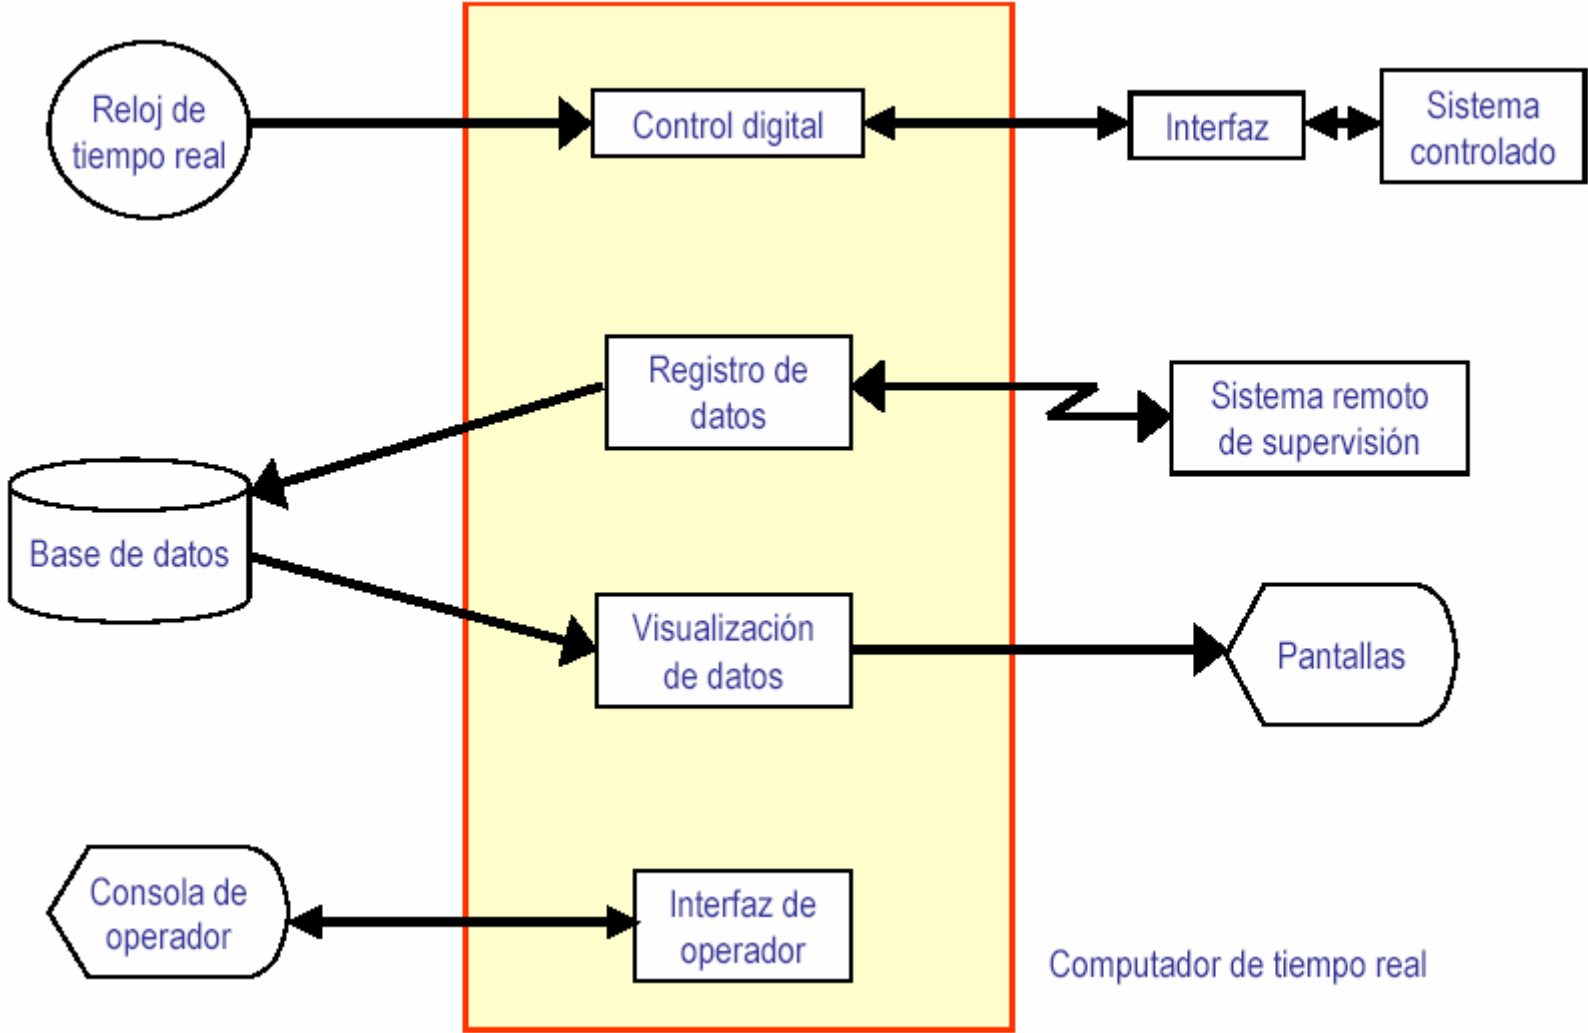 Reloj de
tiempo real
Control digital
Interfaz
Sistema
controlado
Registro de
datos
Sistema remoto
de supervisión
Base de datos
Visualización
de datos
Pantallas
Consola de
operador
Interfaz de
operador
Computador de tiempo real